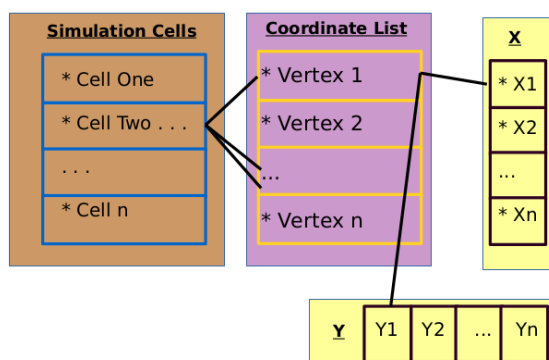 Simulation Cells
* Cell One
* Cell Two . . .
. . .
* Cell n
Coordinate List
* Vertex 1
* Vertex 2
...
* Vertex n
X
* X1
* X2
...
* Xn
Y Y1 Y2 ... Yn